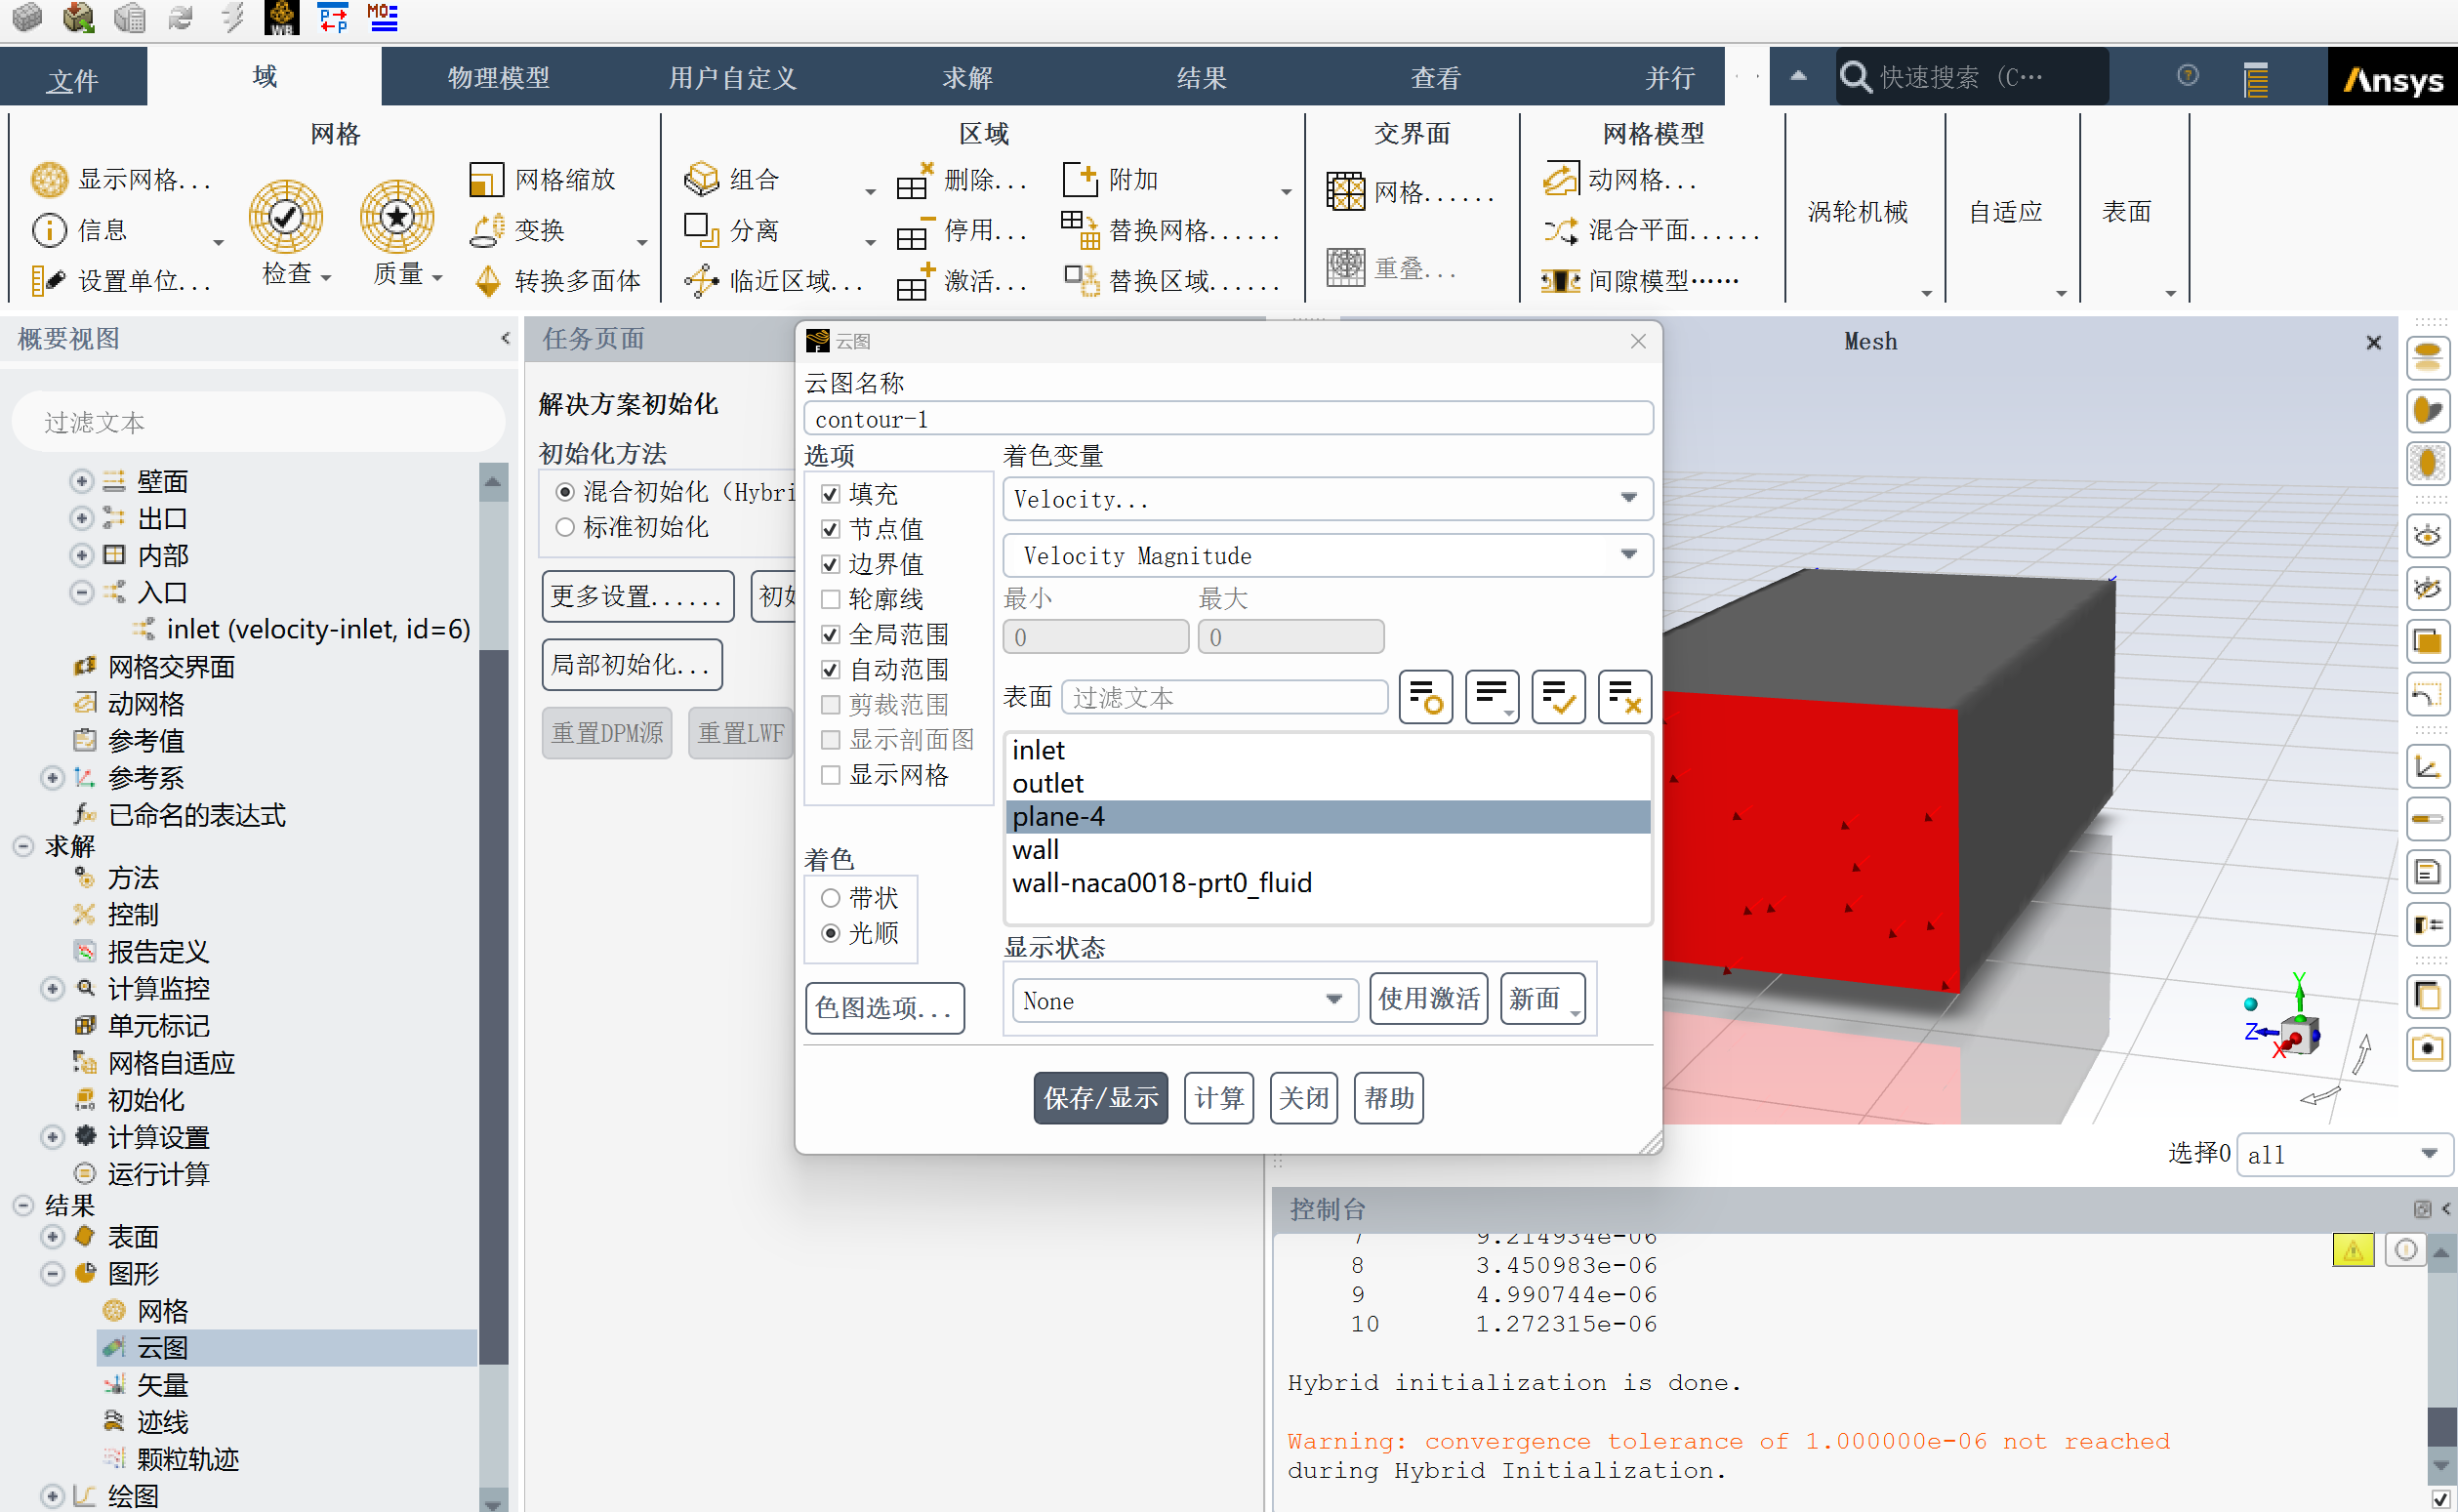 WB
P
P
MO
文件
域
物理模型
用户自定义
求解
结果
查看
并行
快速搜索 (C…
Ansys
网格
显示网格...
信息
设置单位...
检查
质量
网格缩放
变换
转换多面体
区域
组合
分离
临近区域...
删除...
停用...
激活...
附加
替换网格......
替换区域......
交界面
网格......
重叠...
网格模型
动网格...
混合平面......
间隙模型……
涡轮机械
自适应
表面
概要视图
过滤文本
壁面
出口
内部
入口
inlet (velocity-inlet, id=6)
网格交界面
动网格
参考值
参考系
已命名的表达式
求解
方法
控制
报告定义
计算监控
单元标记
网格自适应
初始化
计算设置
运行计算
结果
表面
图形
网格
云图
矢量
迹线
颗粒轨迹
绘图
任务页面
解决方案初始化
初始化方法
混合初始化（Hybri
标准初始化
更多设置......
初始
局部初始化...
重置DPM源
重置LWF
云图
云图名称
contour-1
选项
填充
节点值
边界值
轮廓线
全局范围
自动范围
剪裁范围
显示剖面图
显示网格
着色
带状
光顺
色图选项...
着色变量
Velocity...
Velocity Magnitude
最小
最大
0
0
表面
过滤文本
inlet
outlet
plane-4
wall
wall-naca0018-prt0_fluid
显示状态
None
使用激活
新面
保存/显示
计算
关闭
帮助
Mesh
Y
Z
X
选择0
all
控制台
7 9.214934e-06
8 3.450983e-06
9 4.990744e-06
10 1.272315e-06
Hybrid initialization is done.
Warning: convergence tolerance of 1.000000e-06 not reached
during Hybrid Initialization.